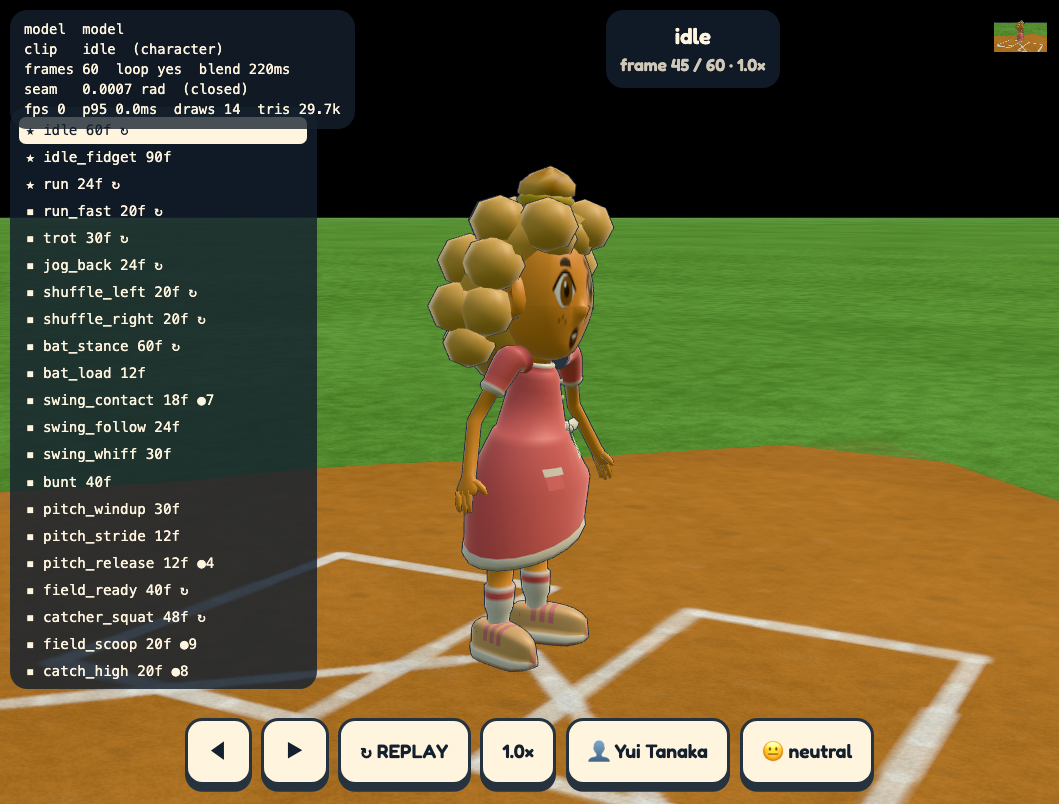 model model
clip idle (character)
frames 60 loop yes blend 220ms
seam 0.0007 rad (closed)
fps 0 p95 0.0ms draws 14 tris 29.7k
★ idle 60f ↻
★ idle_fidget 90f
★ run 24f ↻
▪ run_fast 20f ↻
▪ trot 30f ↻
▪ jog_back 24f ↻
▪ shuffle_left 20f ↻
▪ shuffle_right 20f ↻
▪ bat_stance 60f ↻
▪ bat_load 12f
▪ swing_contact 18f ●7
▪ swing_follow 24f
▪ swing_whiff 30f
▪ bunt 40f
▪ pitch_windup 30f
▪ pitch_stride 12f
▪ pitch_release 12f ●4
▪ field_ready 40f ↻
▪ catcher_squat 48f ↻
▪ field_scoop 20f ●9
▪ catch_high 20f ●8
idle
frame 45 / 60 · 1.0×
◀ ▶ ↻ REPLAY 1.0× 👤 Yui Tanaka 😐 neutral